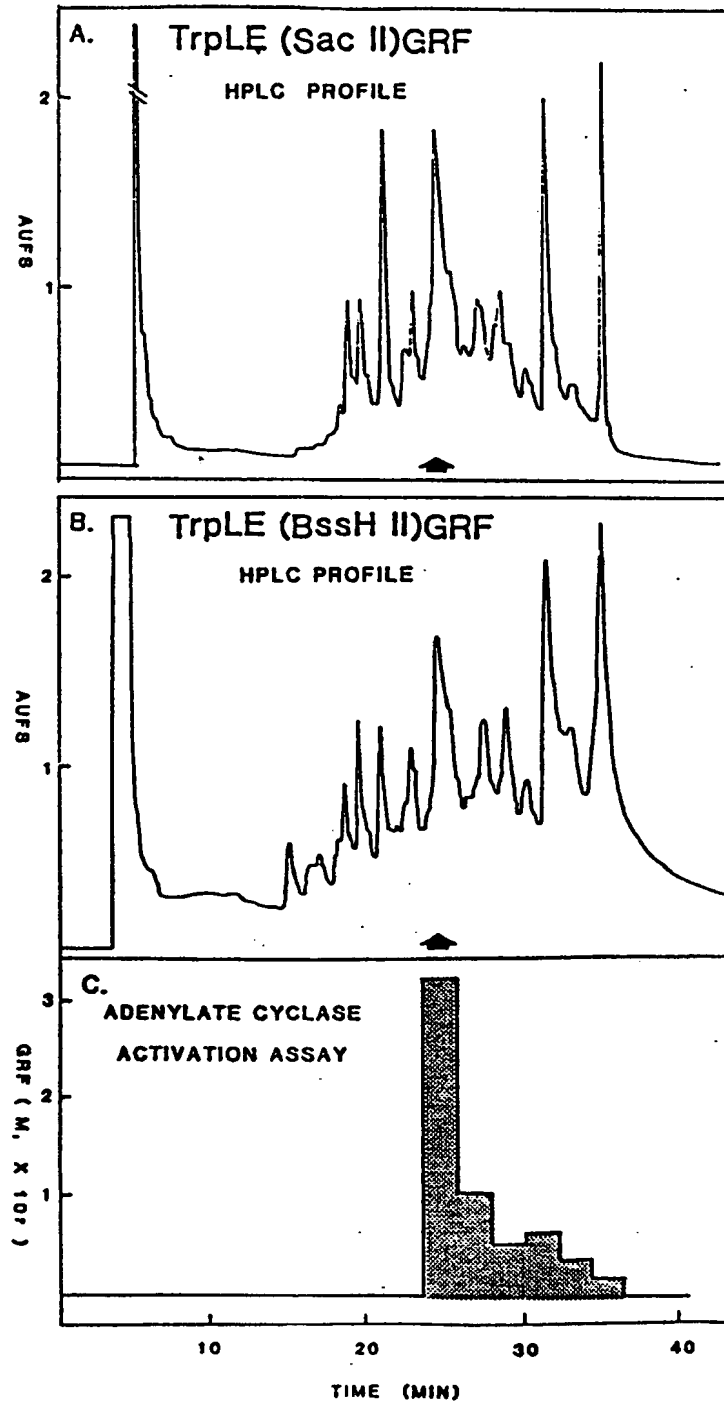 A.
TrpLE (Sac II)GRF
HPLC PROFILE
2
1
AUFS
B.
TrpLE (BssH II)GRF
HPLC PROFILE
2
1
AUFS
C.
ADENYLATE CYCLASE
ACTIVATION ASSAY
3
2
1
GRF ( M, X 10
10
20
30
40
TIME (MIN)